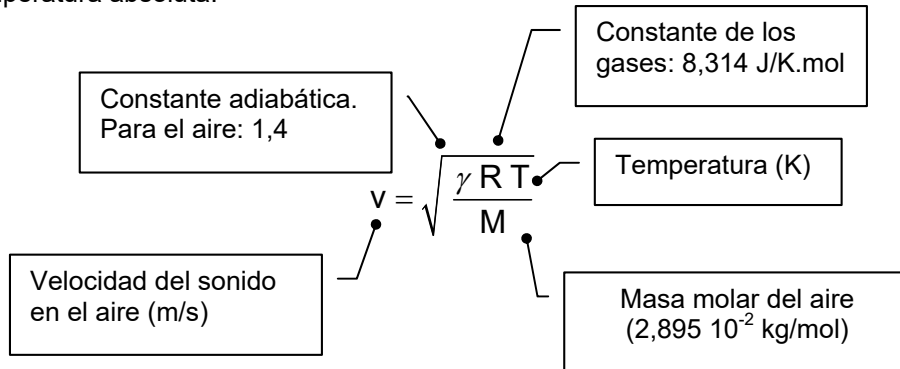 peratura absoluta.
Constante de los
gases: 8,314 J/K.mol
Constante adiabática.
Para el aire: 1,4
Temperatura (K)
v = √(γ R T / M)
Velocidad del sonido
en el aire (m/s)
Masa molar del aire
(2,895 10⁻² kg/mol)